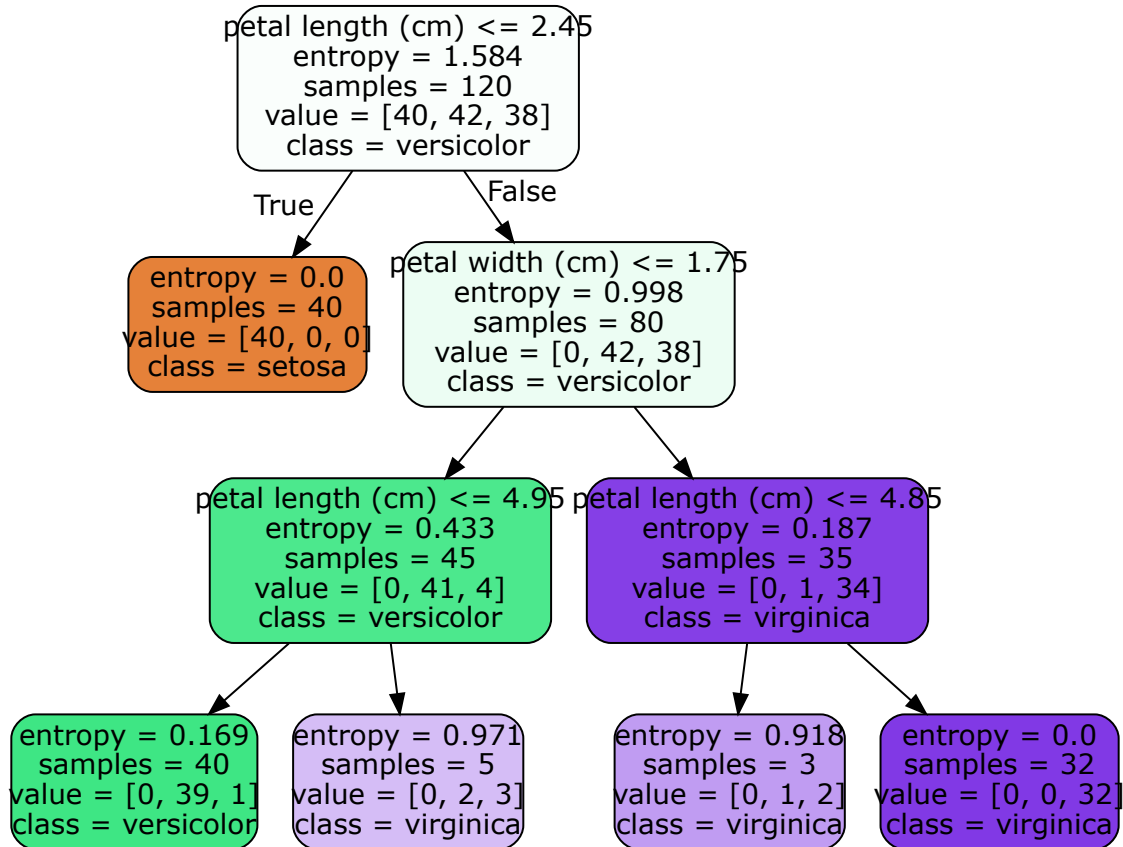 petal length (cm) <= 2.45
entropy = 1.584
samples = 120
value = [40, 42, 38]
class = versicolor
True
False
entropy = 0.0
samples = 40
value = [40, 0, 0]
class = setosa
petal width (cm) <= 1.75
entropy = 0.998
samples = 80
value = [0, 42, 38]
class = versicolor
petal length (cm) <= 4.95
entropy = 0.433
samples = 45
value = [0, 41, 4]
class = versicolor
petal length (cm) <= 4.85
entropy = 0.187
samples = 35
value = [0, 1, 34]
class = virginica
entropy = 0.169
samples = 40
value = [0, 39, 1]
class = versicolor
entropy = 0.971
samples = 5
value = [0, 2, 3]
class = virginica
entropy = 0.918
samples = 3
value = [0, 1, 2]
class = virginica
entropy = 0.0
samples = 32
value = [0, 0, 32]
class = virginica